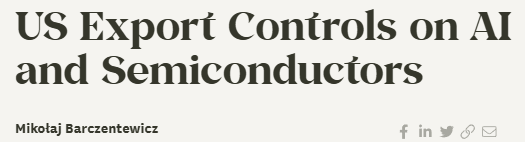 US Export Controls on AI
and Semiconductors
Mikołaj Barczentewicz